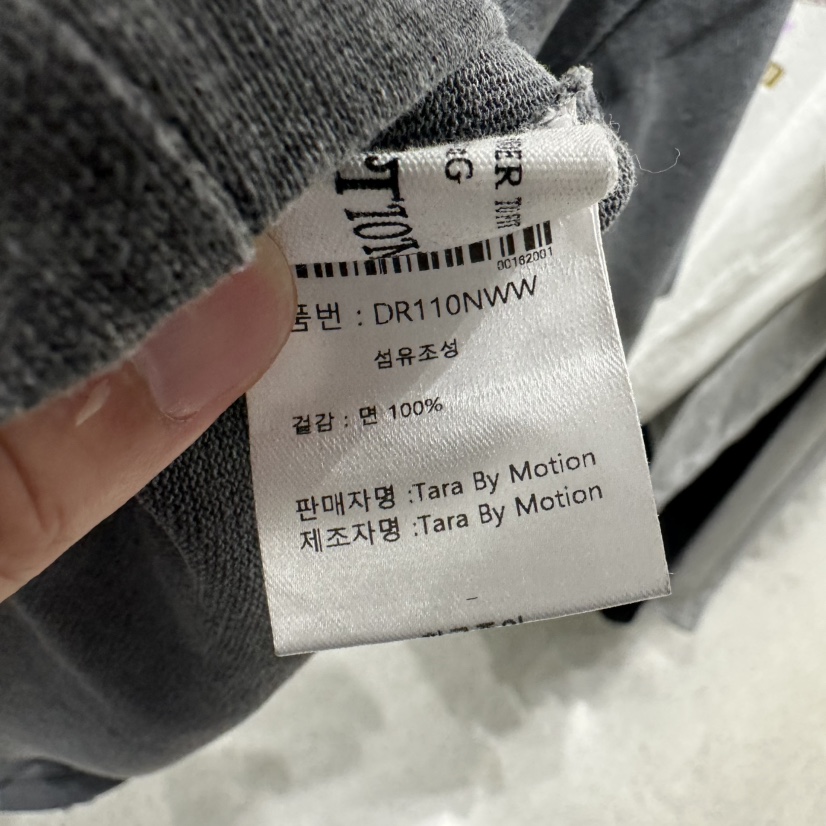 00162001
품번 : DR110NWW
섬유조성
겉감 : 면 100%
판매자명 :Tara By Motion
제조자명 :Tara By Motion